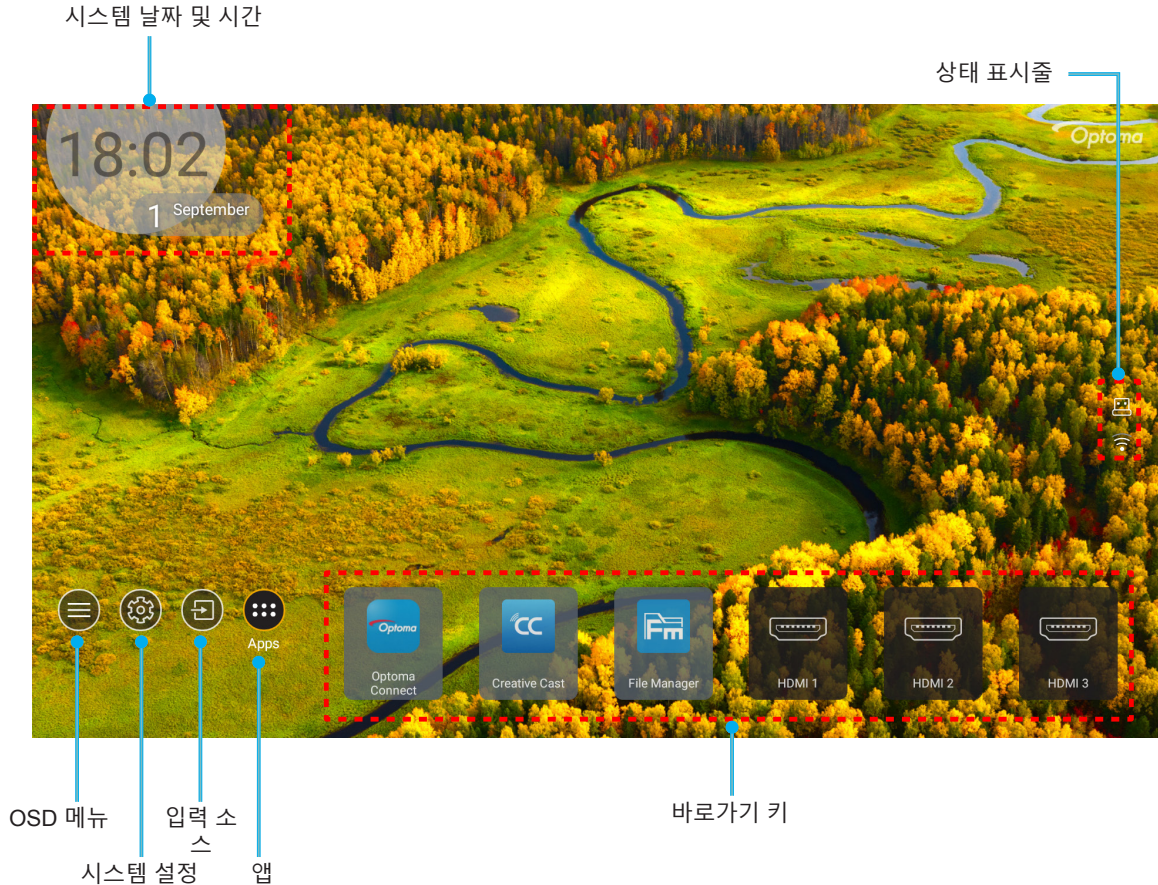 시스템 날짜 및 시간
상태 표시줄
18:02
Optoma
1 September
Apps
Optoma
Optoma
Connect
CC
Creative Cast
Fm
File Manager
HDMI 1
HDMI 2
HDMI 3
OSD 메뉴
입력 소
스
바로가기 키
시스템 설정
앱